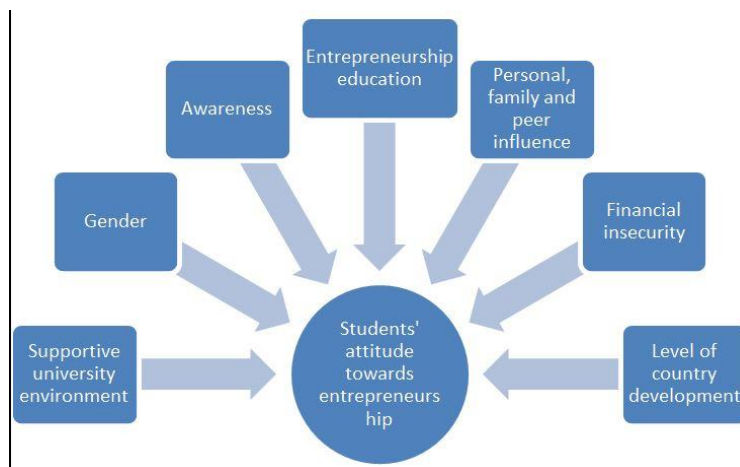 Entrepreneurship
education
Awareness
Personal,
family and
peer
influence
Gender
Financial
insecurity
Supportive
university
environment
Students'
attitude
towards
entrepreneurs
hip
Level of
country
development